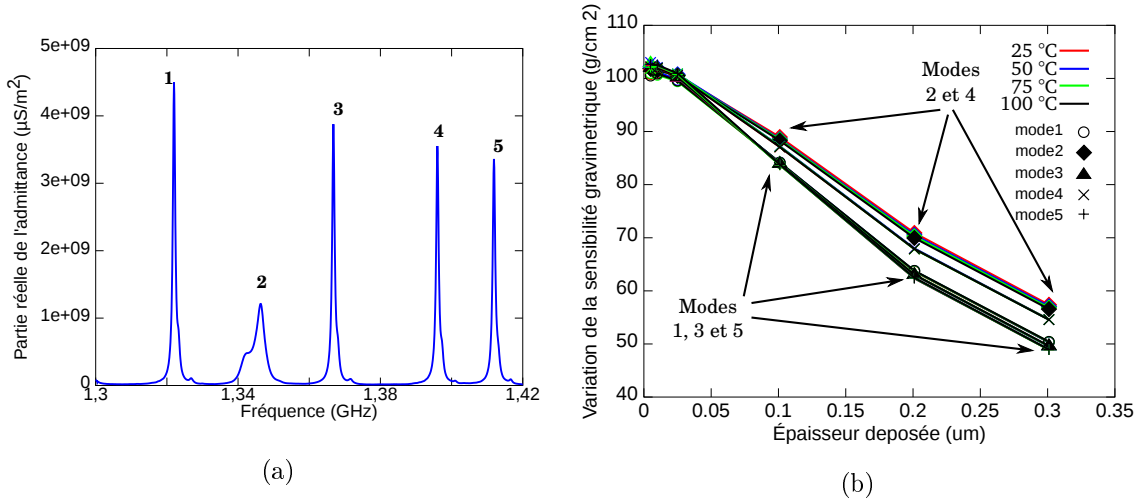 Partie réelle de l'admittance (µS/m²)
5e+09
4e+09
3e+09
2e+09
1e+09
0
1
2
3
4
5
1,3
1,34
1,38
1,42
Fréquence (GHz)
(a)
Variation de la sensibilité gravimetrique (g/cm 2)
110
100
90
80
70
60
50
40
25 °C
50 °C
75 °C
100 °C
mode1
mode2
mode3
mode4
mode5
Modes
2 et 4
Modes
1, 3 et 5
0
0.05
0.1
0.15
0.2
0.25
0.3
0.35
Épaisseur deposée (um)
(b)